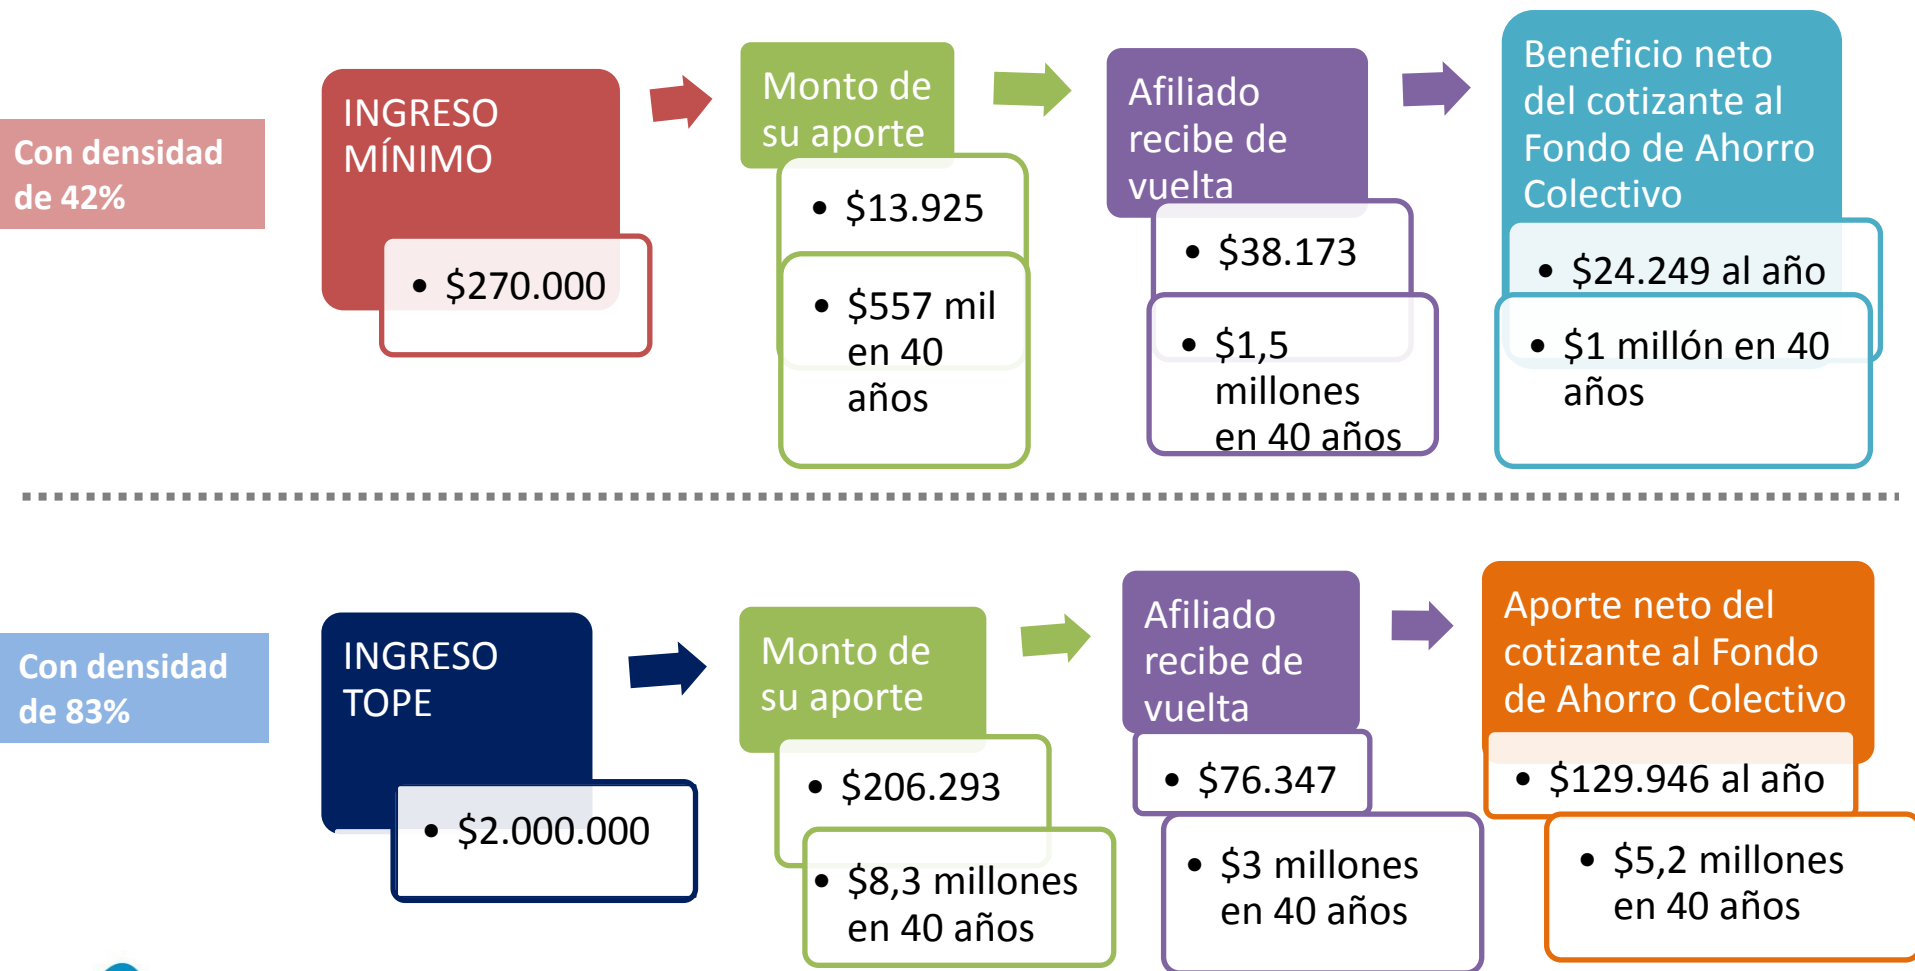 Con densidad
de 42%
INGRESO
MÍNIMO
• $270.000
Monto de
su aporte
• $13.925
• $557 mil
en 40
años
Afiliado
recibe de
vuelta
• $38.173
• $1,5
millones
en 40 años
Beneficio neto
del cotizante al
Fondo de Ahorro
Colectivo
• $24.249 al año
• $1 millón en 40
años
Con densidad
de 83%
INGRESO
TOPE
• $2.000.000
Monto de
su aporte
• $206.293
• $8,3 millones
en 40 años
Afiliado
recibe de
vuelta
• $76.347
• $3 millones
en 40 años
Aporte neto del
cotizante al Fondo
de Ahorro Colectivo
• $129.946 al año
• $5,2 millones
en 40 años